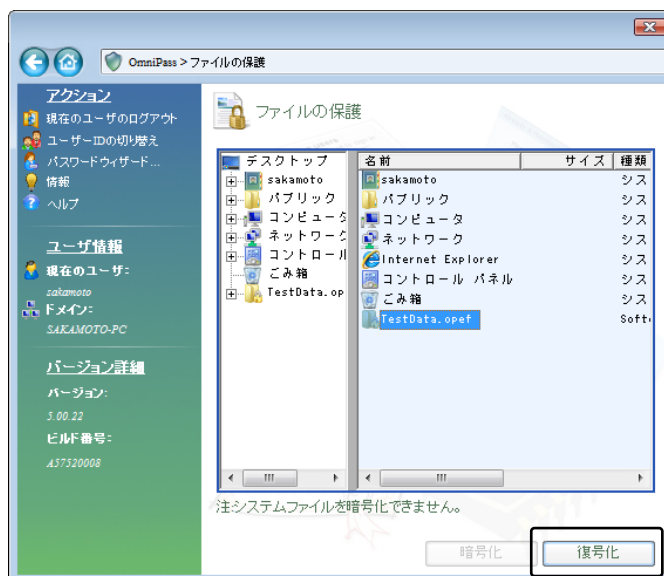 OmniPass > ファイルの保護
アクション
現在のユーザのログアウト
ユーザーIDの切り替え
パスワードウィザード...
情報
ヘルプ
ユーザ情報
現在のユーザ:
sakamoto
ドメイン:
SAKAMOTO-PC
バージョン詳細
バージョン:
5.00.22
ビルド番号:
A57520008
ファイルの保護
デスクトップ
sakamoto
パブリック
コンピュータ
ネットワーク
コントロール
ごみ箱
TestData.op
名前 サイズ 種類
sakamoto シス
パブリック シス
コンピュータ シス
ネットワーク シス
Internet Explorer シス
コントロール パネル シス
ごみ箱 シス
TestData.opef Soft
注:システムファイルを暗号化できません。
暗号化 復号化